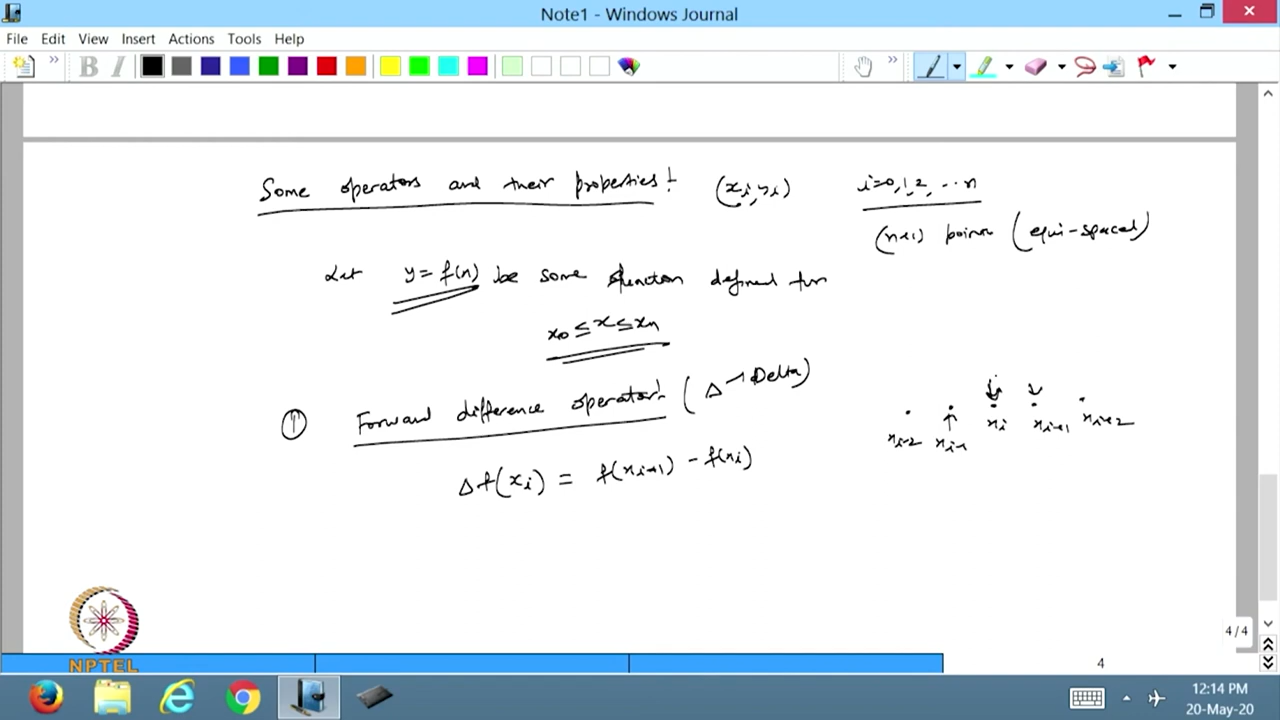 Note1 - Windows Journal
File Edit View Insert Actions Tools Help
B I
Some operators and their properties! (xi, yi) i=0,1,2,...n
(n+1) points (equi-spaced)
Let y = f(x) be some function defined for
x0 ≤ x ≤ xn
① Forward difference operator: (Δ → Delta)
xi-2 xi-1 xi xi+1 xi+2
Δf(xi) = f(xi+1) - f(xi)
4 / 4
NPTEL
4
12:14 PM
20-May-20